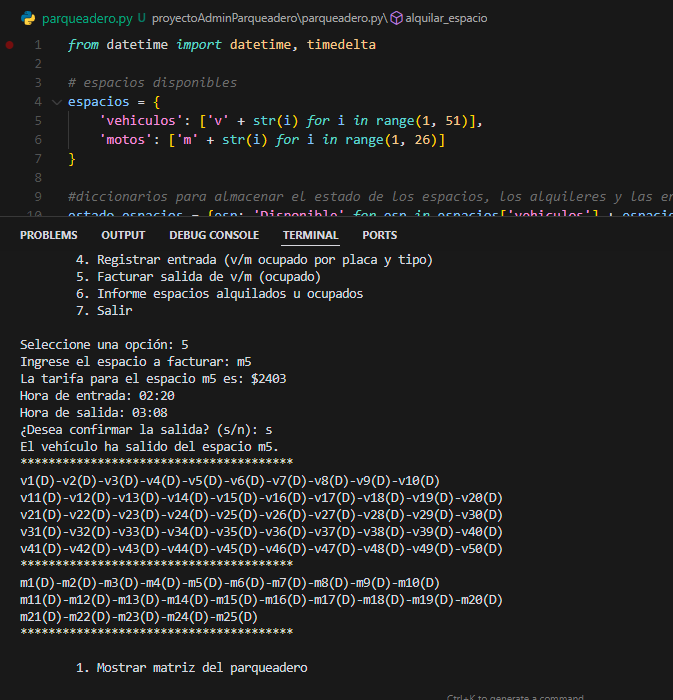 parqueadero.py U proyectoAdminParqueadero\parqueadero.py\alquilar_espacio
1 from datetime import datetime, timedelta
2
3 # espacios disponibles
4 espacios = {
5 'vehiculos': ['v' + str(i) for i in range(1, 51)],
6 'motos': ['m' + str(i) for i in range(1, 26)]
7 }
8
9 #diccionarios para almacenar el estado de los espacios, los alquileres y las
10 estado_espacios = {esp: 'Disponible' for esp in espacios['vehiculos'] +
PROBLEMS OUTPUT DEBUG CONSOLE TERMINAL PORTS
4. Registrar entrada (v/m ocupado por placa y tipo)
5. Facturar salida de v/m (ocupado)
6. Informe espacios alquilados u ocupados
7. Salir
Seleccione una opción: 5
Ingrese el espacio a facturar: m5
La tarifa para el espacio m5 es: $2403
Hora de entrada: 02:20
Hora de salida: 03:08
¿Desea confirmar la salida? (s/n): s
El vehículo ha salido del espacio m5.
***************************************
v1(D)-v2(D)-v3(D)-v4(D)-v5(D)-v6(D)-v7(D)-v8(D)-v9(D)-v10(D)
v11(D)-v12(D)-v13(D)-v14(D)-v15(D)-v16(D)-v17(D)-v18(D)-v19(D)-v20(D)
v21(D)-v22(D)-v23(D)-v24(D)-v25(D)-v26(D)-v27(D)-v28(D)-v29(D)-v30(D)
v31(D)-v32(D)-v33(D)-v34(D)-v35(D)-v36(D)-v37(D)-v38(D)-v39(D)-v40(D)
v41(D)-v42(D)-v43(D)-v44(D)-v45(D)-v46(D)-v47(D)-v48(D)-v49(D)-v50(D)
***************************************
m1(D)-m2(D)-m3(D)-m4(D)-m5(D)-m6(D)-m7(D)-m8(D)-m9(D)-m10(D)
m11(D)-m12(D)-m13(D)-m14(D)-m15(D)-m16(D)-m17(D)-m18(D)-m19(D)-m20(D)
m21(D)-m22(D)-m23(D)-m24(D)-m25(D)
***************************************
1. Mostrar matriz del parqueadero
Ctrl+K to generate a command